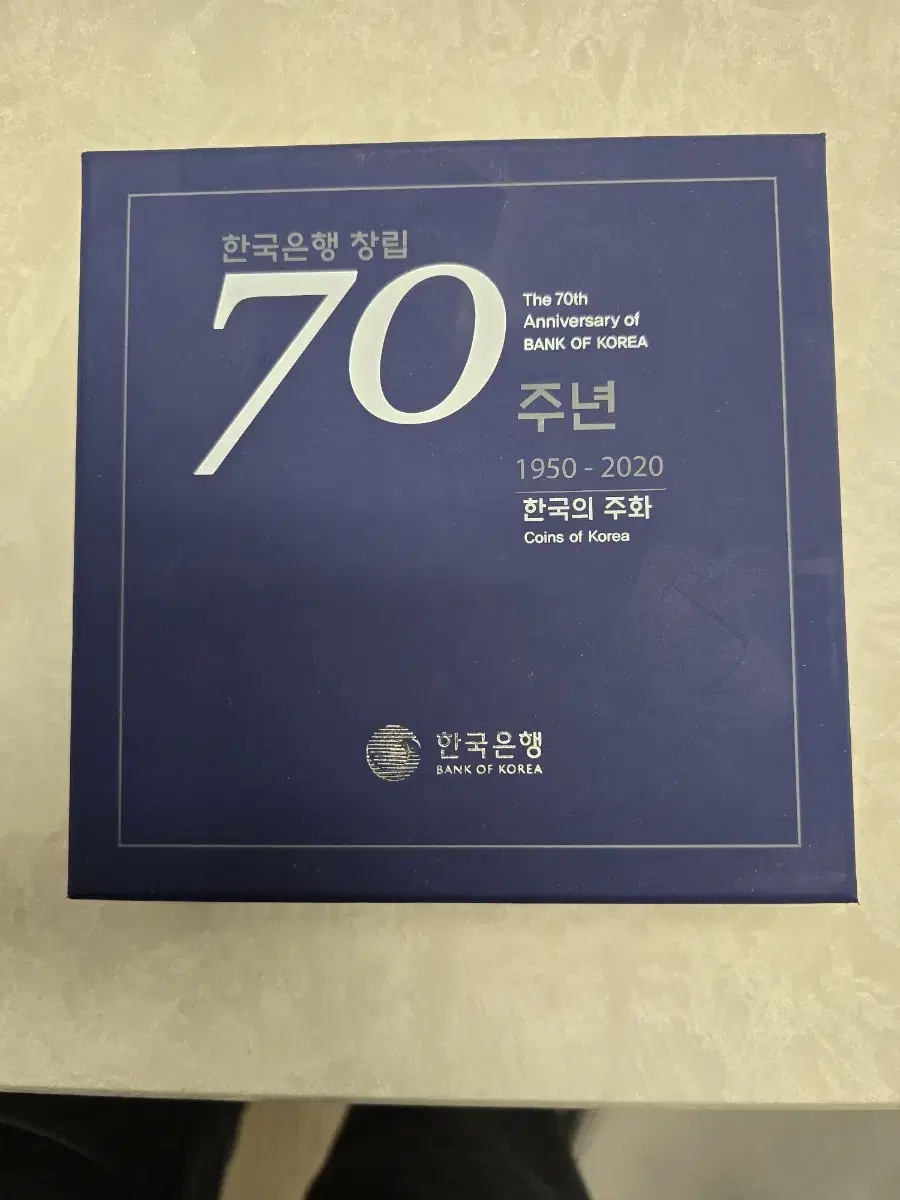 한국은행 창립
70
The 70th
Anniversary of
BANK OF KOREA
주년
1950 - 2020
한국의 주화
Coins of Korea
한국은행
BANK OF KOREA